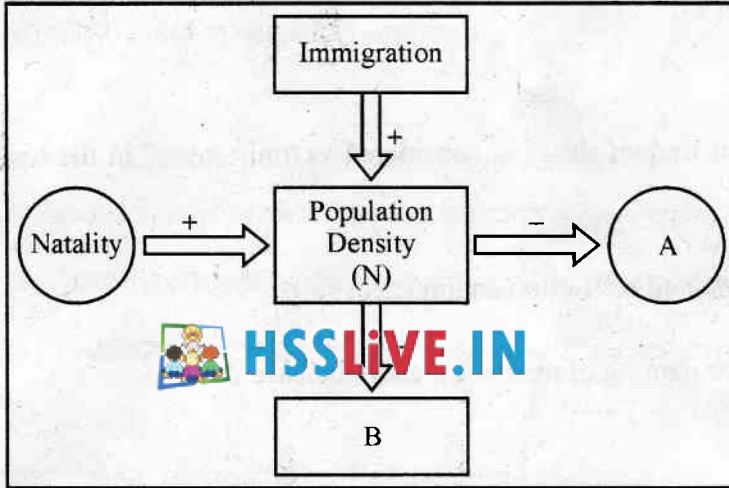 Immigration
+
Natality
+
Population
Density
(N)
–
A
HSSLiVE.IN
B